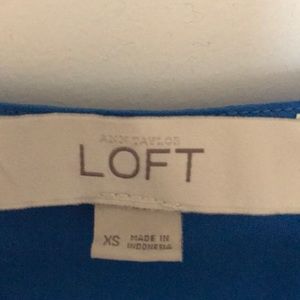 ANN TAYLOR
LOFT
XS MADE IN
INDONESIA